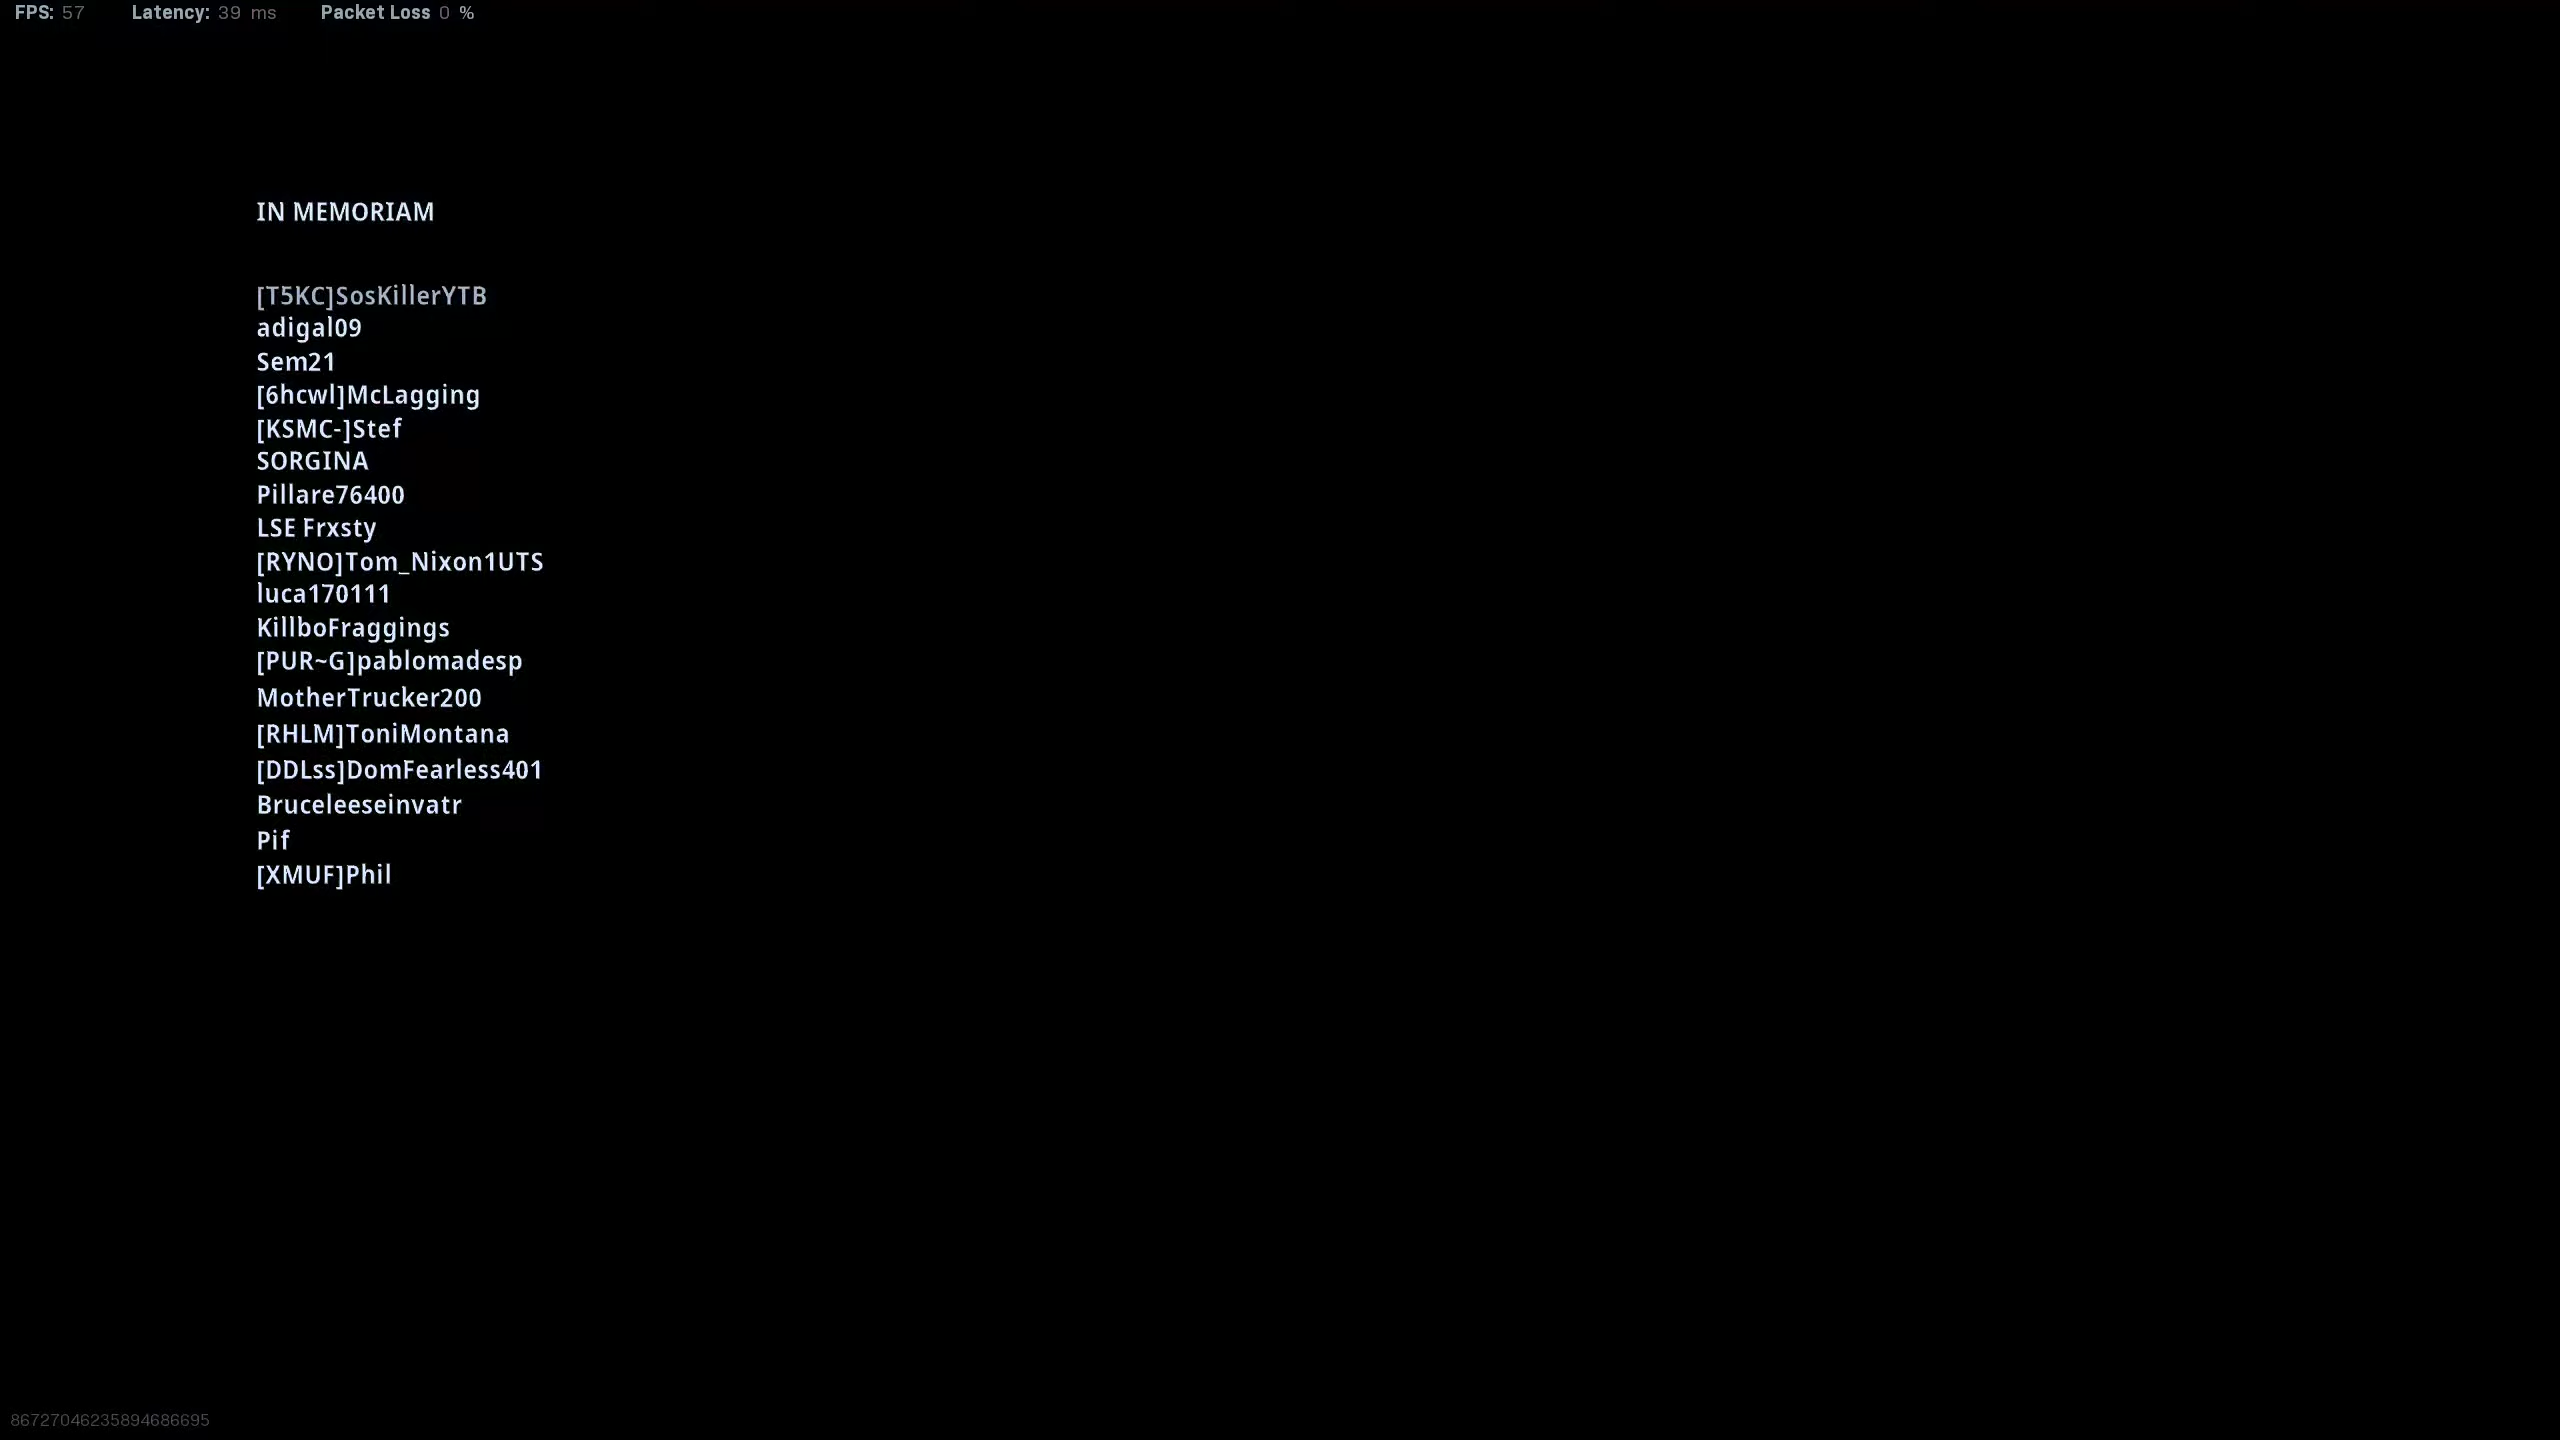 FPS: 57 Latency: 39 ms Packet Loss 0 %
IN MEMORIAM
[T5KC]SosKillerYTB
adigal09
Sem21
[6hcwl]McLagging
[KSMC-]Stef
SORGINA
Pillare76400
LSE Frxsty
[RYNO]Tom_Nixon1UTS
luca170111
KillboFraggings
[PUR~G]pablomadesp
MotherTrucker200
[RHLM]ToniMontana
[DDLss]DomFearless401
Bruceleeseinvatr
Pif
[XMUF]Phil
86727046235894686695